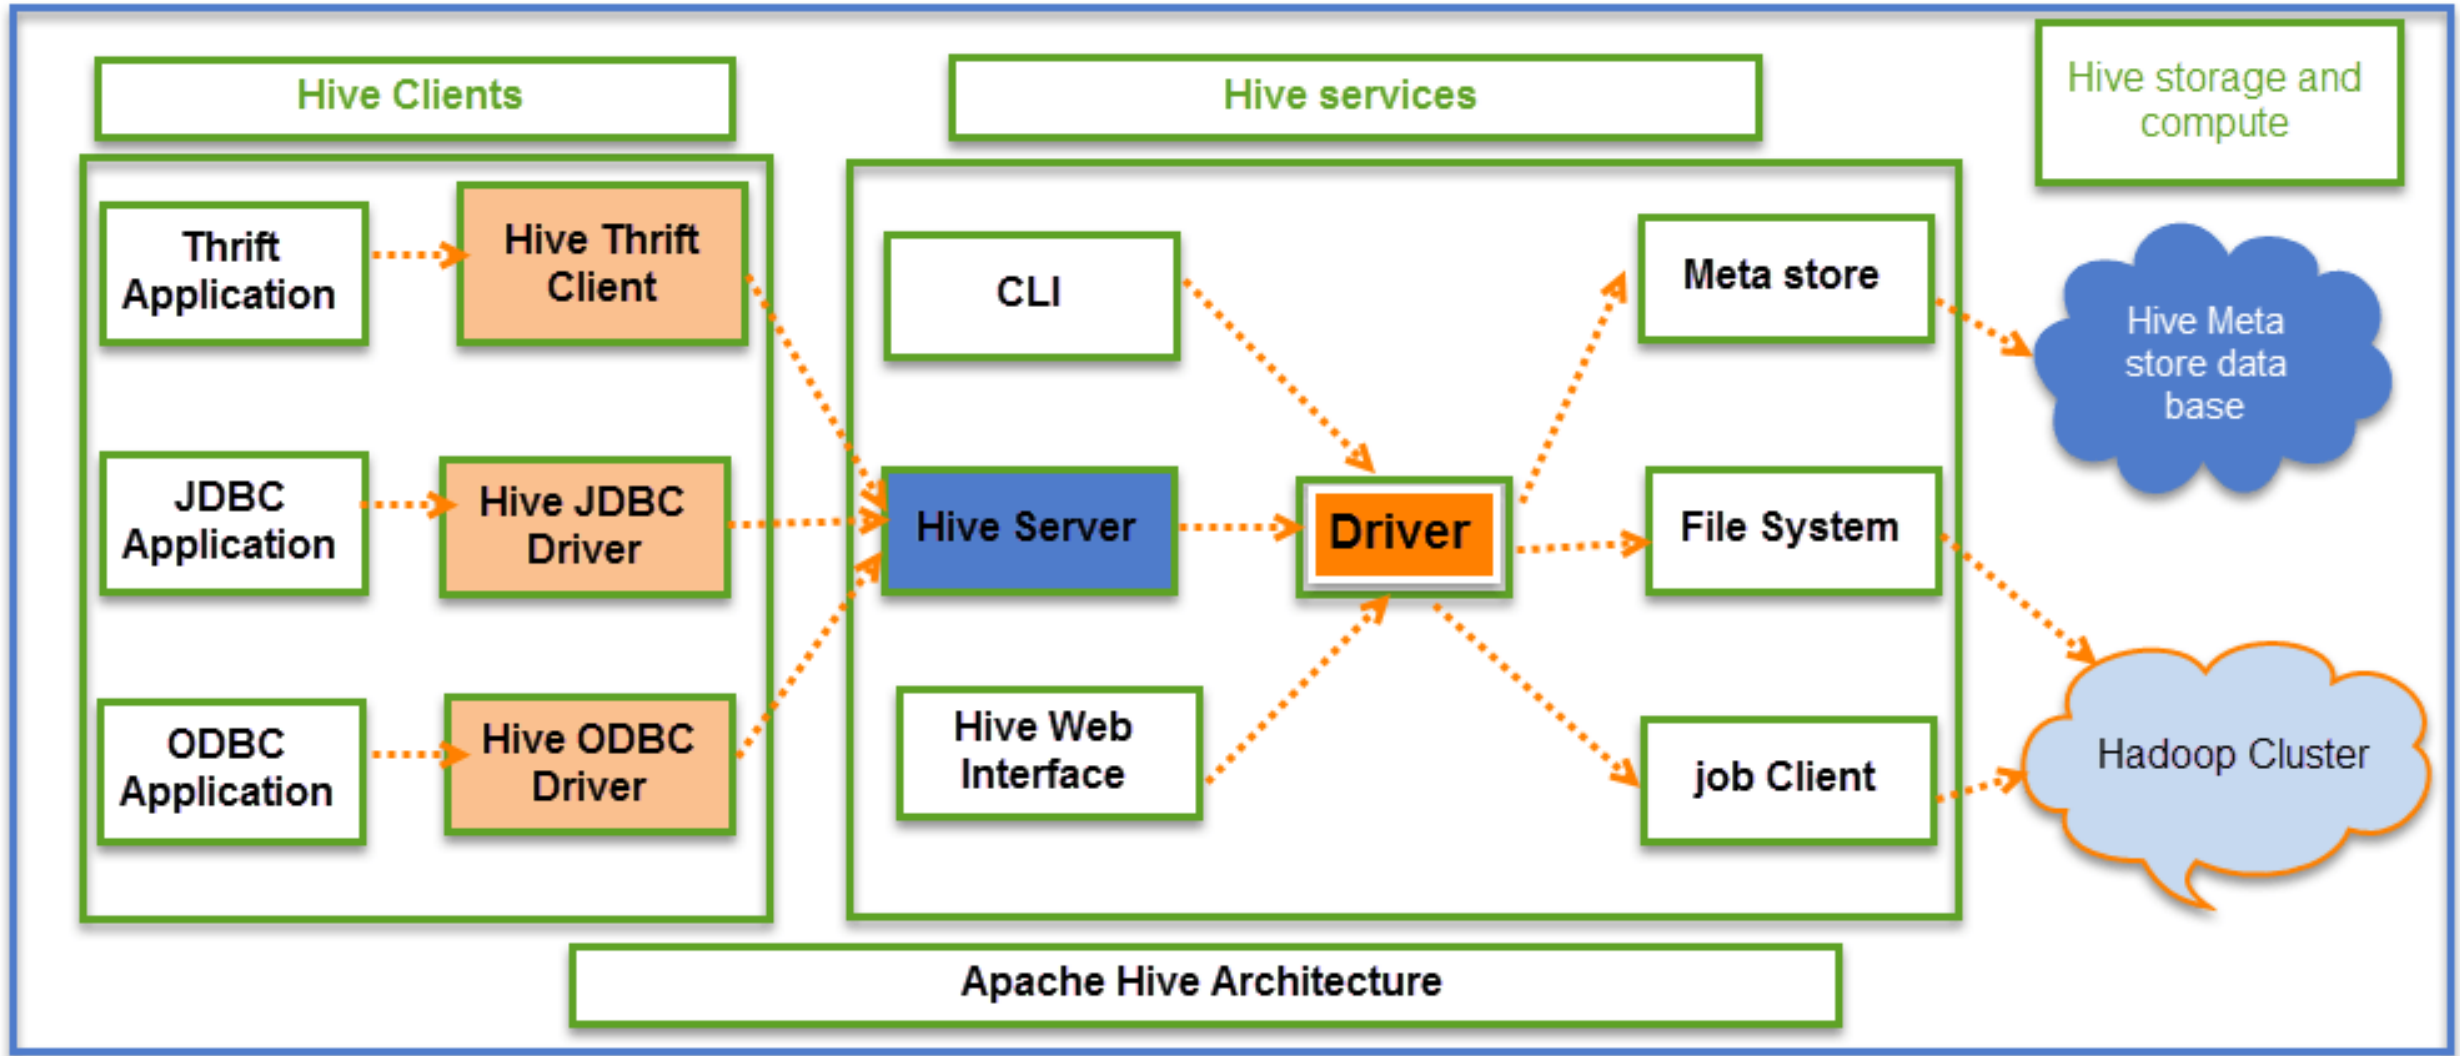 Hive Clients
Hive services
Hive storage and
compute
Thrift
Application
Hive Thrift
Client
JDBC
Application
Hive JDBC
Driver
ODBC
Application
Hive ODBC
Driver
CLI
Hive Server
Hive Web
Interface
Driver
Meta store
File System
job Client
Hive Meta
store data
base
Hadoop Cluster
Apache Hive Architecture